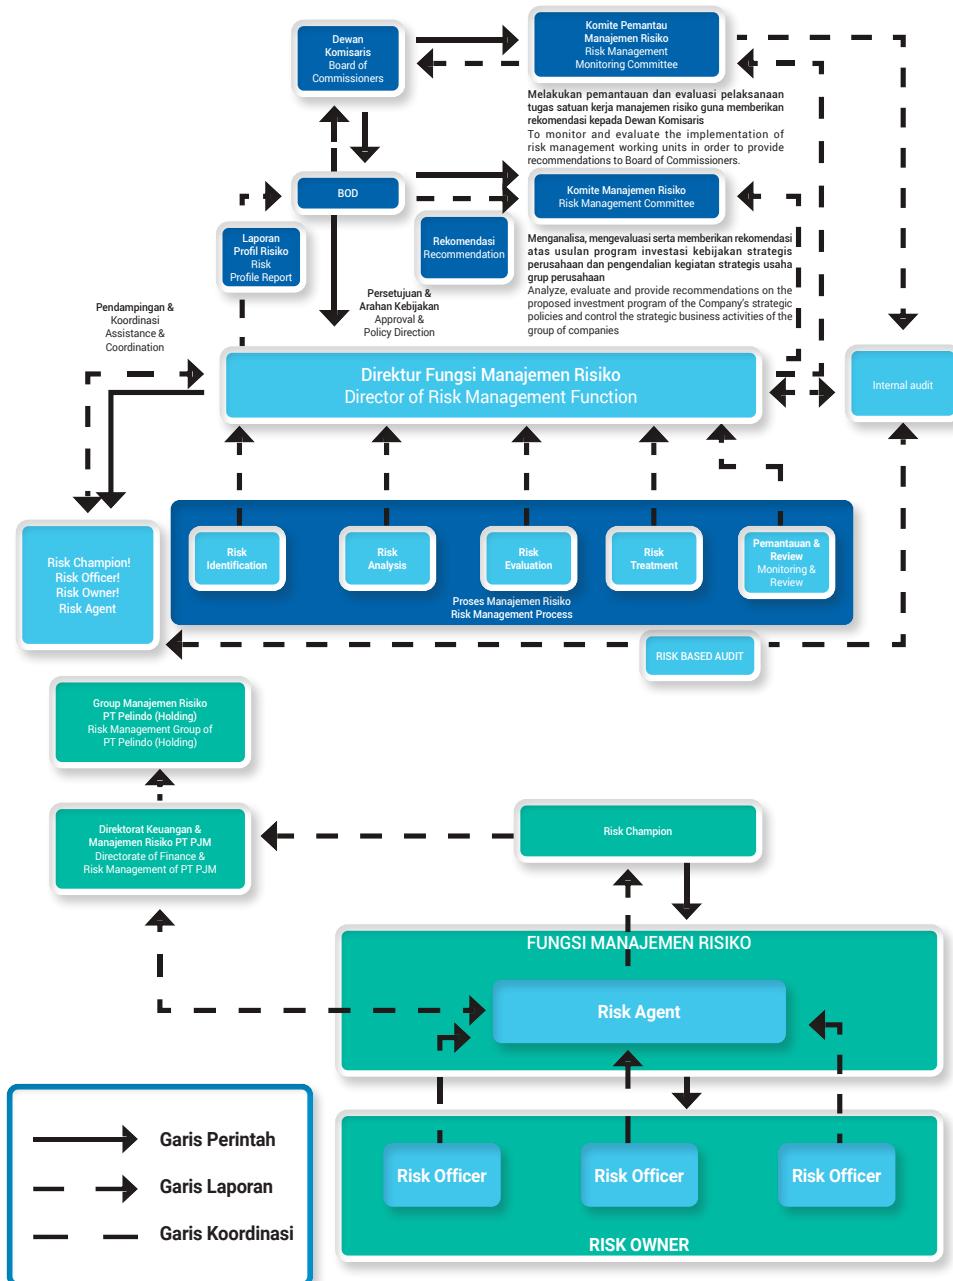 Dewan
Komisaris
Board of
Commissioners
Komite Pemantau
Manajemen Risiko
Risk Management
Monitoring Committee
Melakukan pemantauan dan evaluasi pelaksanaan
tugas satuan kerja manajemen risiko guna memberikan
rekomendasi kepada Dewan Komisaris
To monitor and evaluate the implementation of
risk management working units in order to provide
recommendations to Board of Commissioners.
BOD
Komite Manajemen Risiko
Risk Management Committee
Laporan
Profil Risiko
Risk
Profile Report
Rekomendasi
Recommendation
Menganalisa, mengevaluasi serta memberikan rekomendasi
atas usulan program investasi kebijakan strategis
perusahaan dan pengendalian kegiatan strategis usaha
grup perusahaan
Analyze, evaluate and provide recommendations on the
proposed investment program of the Company's strategic
policies and control the strategic business activities of the
group of companies
Persetujuan &
Arahan Kebijakan
Approval &
Policy Direction
Pendampingan &
Koordinasi
Assistance &
Coordination
Direktur Fungsi Manajemen Risiko
Director of Risk Management Function
Internal audit
Risk Champion!
Risk Officer!
Risk Owner!
Risk Agent
Risk
Identification
Risk
Analysis
Risk
Evaluation
Risk
Treatment
Pemantauan &
Review
Monitoring &
Review
Proses Manajemen Risiko
Risk Management Process
RISK BASED AUDIT
Group Manajemen Risiko
PT Pelindo (Holding)
Risk Management Group of
PT Pelindo (Holding)
Direktorat Keuangan &
Manajemen Risiko PT PJM
Directorate of Finance &
Risk Management of PT PJM
Risk Champion
FUNGSI MANAJEMEN RISIKO
Risk Agent
Risk Officer
Risk Officer
Risk Officer
RISK OWNER
Garis Perintah
Garis Laporan
Garis Koordinasi